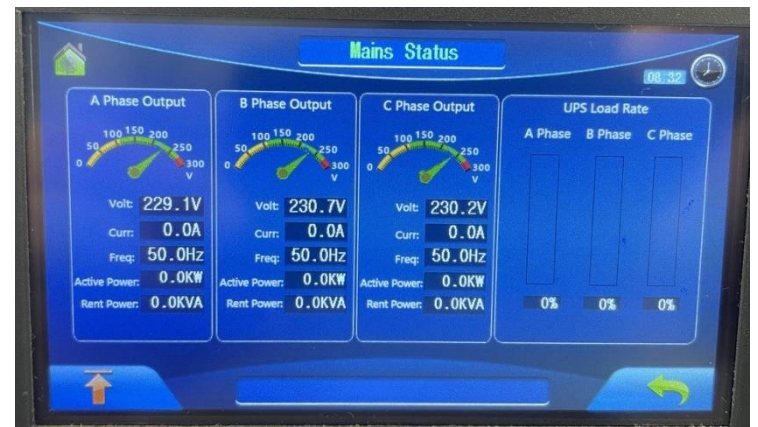 Mains Status
08:32
A Phase Output
0 50 100 150 200 250 300
V
Volt: 229.1V
Curr: 0.0A
Freq: 50.0Hz
Active Power: 0.0KW
Rent Power: 0.0KVA
B Phase Output
0 50 100 150 200 250 300
V
Volt: 230.7V
Curr: 0.0A
Freq: 50.0Hz
Active Power: 0.0KW
Rent Power: 0.0KVA
C Phase Output
0 50 100 150 200 250 300
V
Volt: 230.2V
Curr: 0.0A
Freq: 50.0Hz
Active Power: 0.0KW
Rent Power: 0.0KVA
UPS Load Rate
A Phase B Phase C Phase
0% 0% 0%